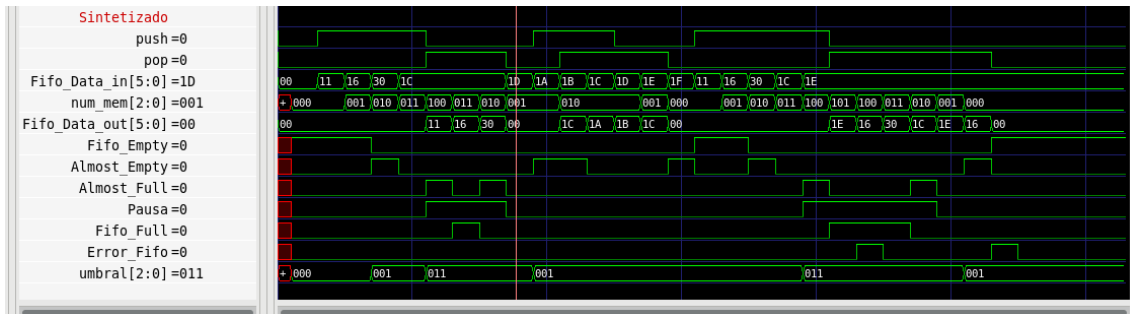 Sintetizado
push=0
pop=0
Fifo_Data_in[5:0]=1D 00 11 16 30 1C 1D 1A 1B 1C 1D 1E 1F 11 16 30 1C 1E
num_mem[2:0]=001 + 000 001 010 011 100 011 010 001 010 001 000 001 010 011 100 101 100 011 010 001 000
Fifo_Data_out[5:0]=00 00 11 16 30 00 1C 1A 1B 1C 00 1E 16 30 1C 1E 16 00
Fifo_Empty=0
Almost_Empty=0
Almost_Full=0
Pausa=0
Fifo_Full=0
Error_Fifo=0
umbral[2:0]=011 + 000 001 011 001 011 001